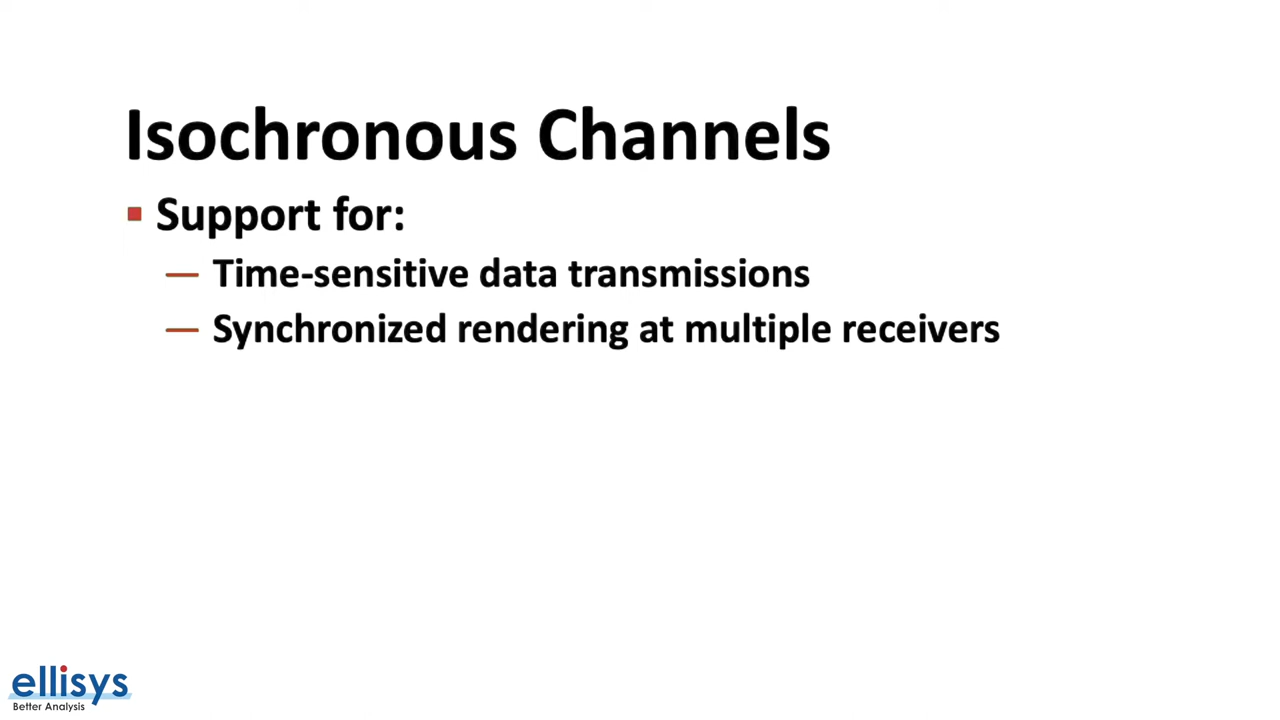 Isochronous Channels
Support for:
— Time-sensitive data transmissions
— Synchronized rendering at multiple receivers
ellisys
Better Analysis